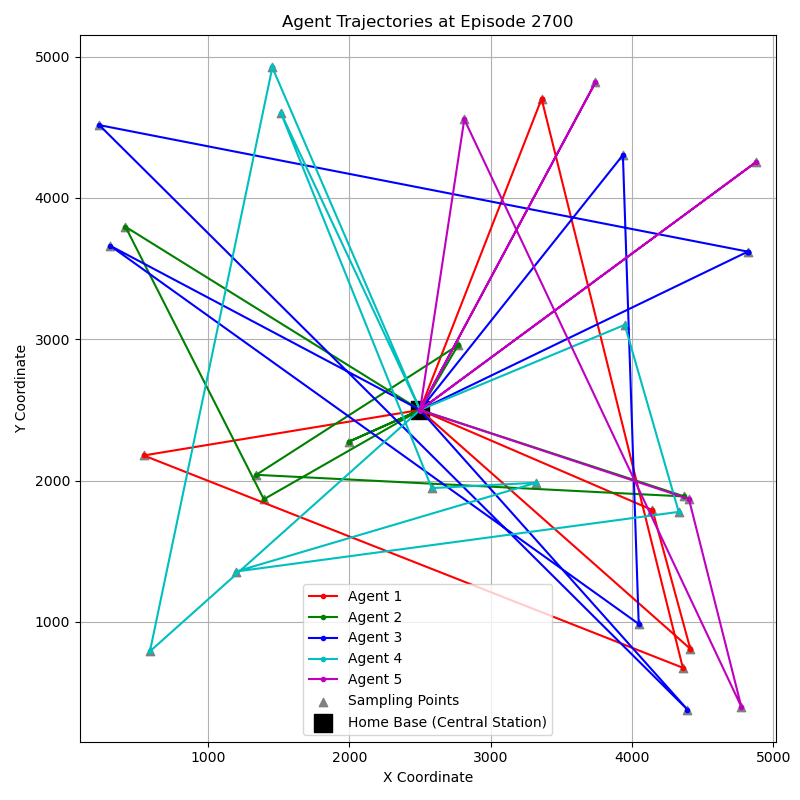 Agent Trajectories at Episode 2700
5000
4000
3000
2000
1000
Y Coordinate
Agent 1
Agent 2
Agent 3
Agent 4
Agent 5
Sampling Points
Home Base (Central Station)
1000 2000 3000 4000 5000
X Coordinate